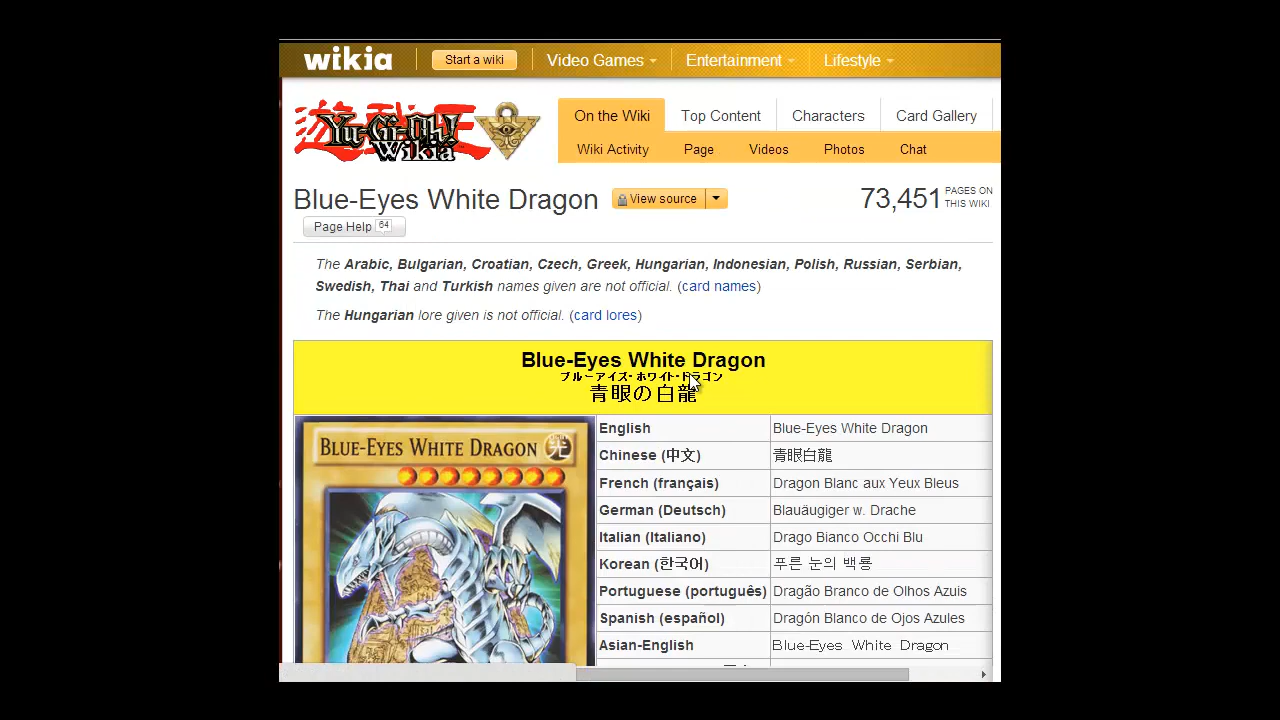 wikia
Start a wiki
Video Games
Entertainment
Lifestyle
遊☆戯☆王
Yu-Gi-Oh!
Wikia
On the Wiki
Top Content
Characters
Card Gallery
Wiki Activity
Page
Videos
Photos
Chat
Blue-Eyes White Dragon
View source
73,451 PAGES ON THIS WIKI
Page Help 64
The Arabic, Bulgarian, Croatian, Czech, Greek, Hungarian, Indonesian, Polish, Russian, Serbian,
Swedish, Thai and Turkish names given are not official. (card names)
The Hungarian lore given is not official. (card lores)
Blue-Eyes White Dragon
ブルーアイズ・ホワイト・ドラゴン
青眼の白龍
BLUE-EYES WHITE DRAGON 光
English Blue-Eyes White Dragon
Chinese (中文) 青眼白龍
French (français) Dragon Blanc aux Yeux Bleus
German (Deutsch) Blauäugiger w. Drache
Italian (Italiano) Drago Bianco Occhi Blu
Korean (한국어) 푸른 눈의 백룡
Portuguese (português) Dragão Branco de Olhos Azuis
Spanish (español) Dragón Blanco de Ojos Azules
Asian-English Blue-Eyes White Dragon